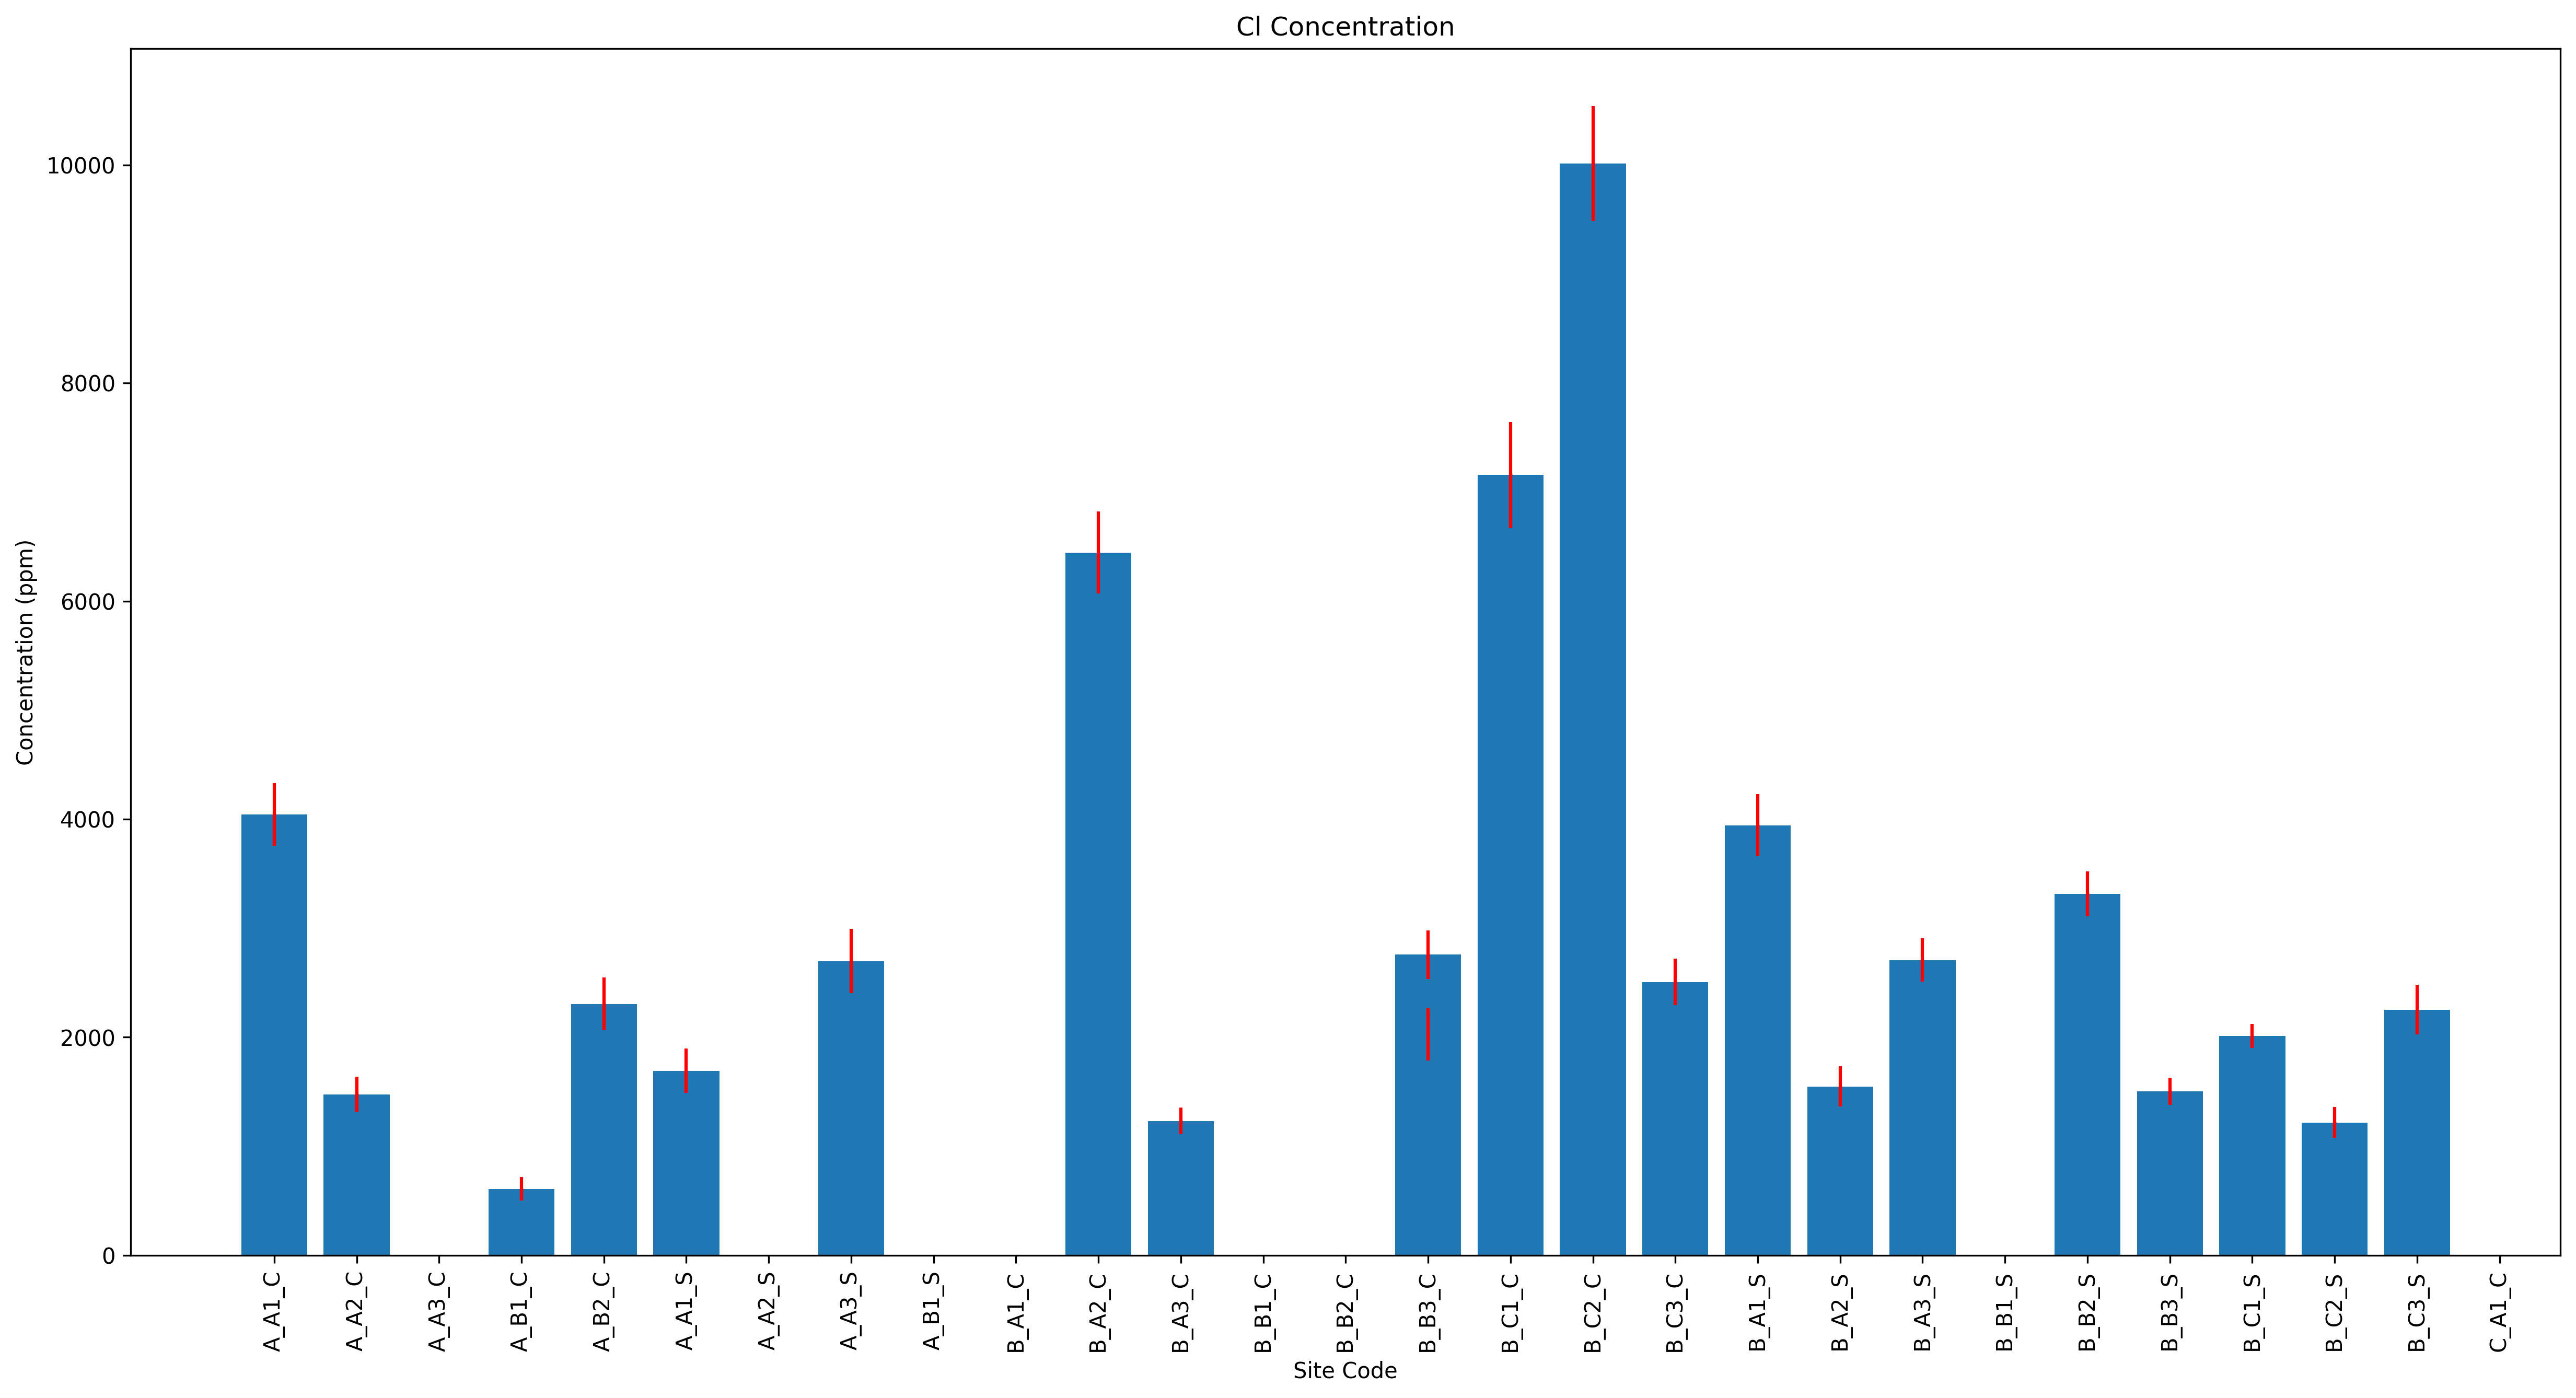 Cl Concentration
Concentration (ppm)
10000
8000
6000
4000
2000
0
A_A1_C
A_A2_C
A_A3_C
A_B1_C
A_B2_C
A_A1_S
A_A2_S
A_A3_S
A_B1_S
B_A1_C
B_A2_C
B_A3_C
B_B1_C
B_B2_C
B_B3_C
B_C1_C
B_C2_C
B_C3_C
B_A1_S
B_A2_S
B_A3_S
B_B1_S
B_B2_S
B_B3_S
B_C1_S
B_C2_S
B_C3_S
C_A1_C
Site Code